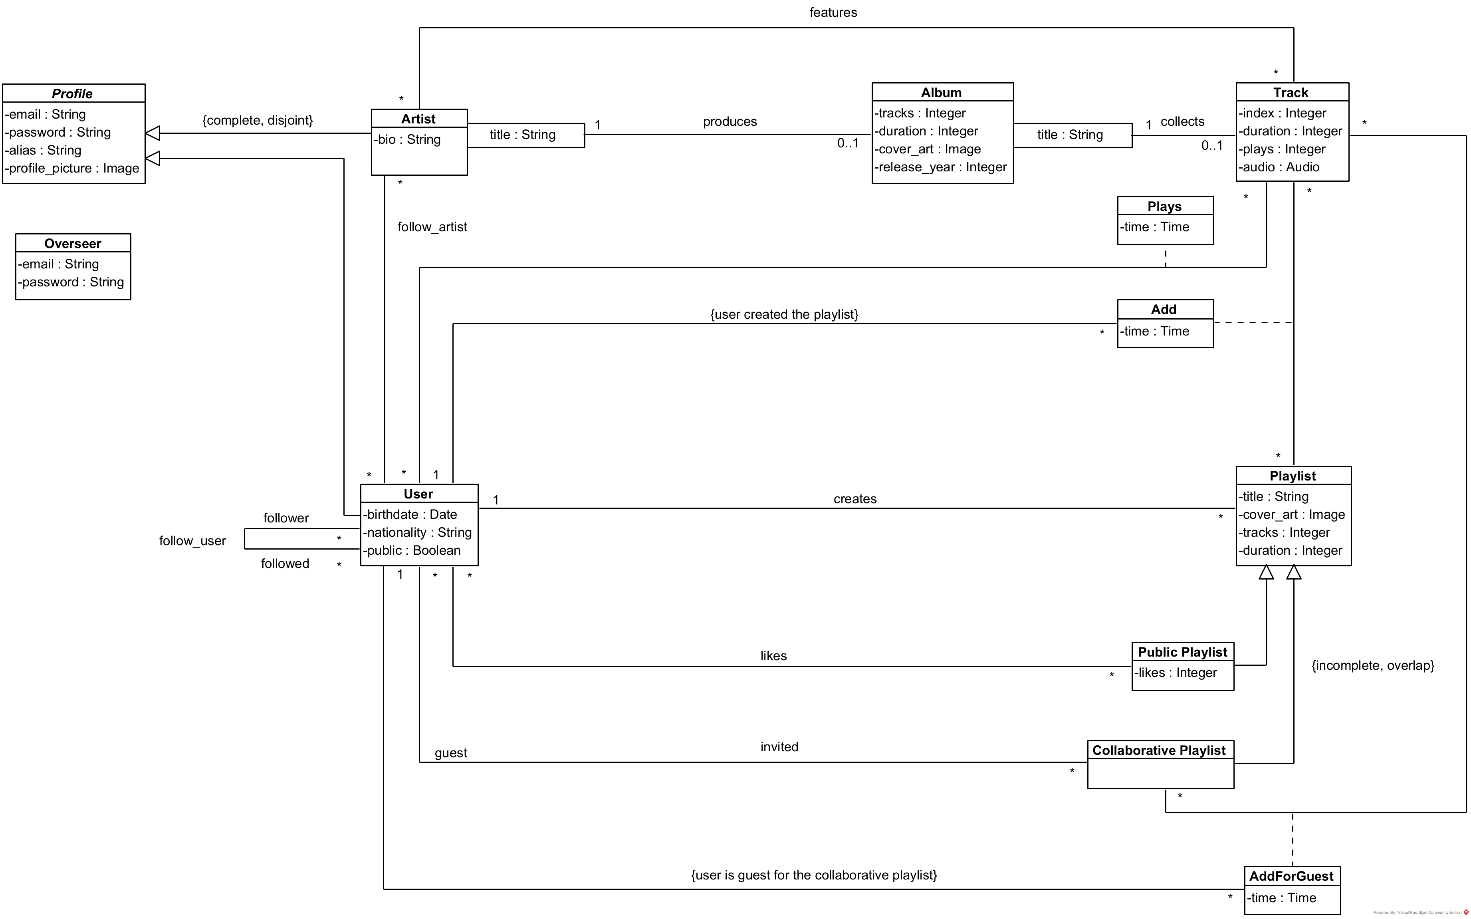 features
*
*
Profile
-email : String
-password : String
-alias : String
-profile_picture : Image
{complete, disjoint}
Artist
-bio : String
title : String
1
produces
0..1
Album
-tracks : Integer
-duration : Integer
-cover_art : Image
-release_year : Integer
title : String
1
collects
0..1
Track
-index : Integer
-duration : Integer
-plays : Integer
-audio : Audio
*
*
*
*
follow_artist
Plays
-time : Time
Overseer
-email : String
-password : String
{user created the playlist}
*
Add
-time : Time
*
*
1
*
User
-birthdate : Date
-nationality : String
-public : Boolean
1
creates
*
Playlist
-title : String
-cover_art : Image
-tracks : Integer
-duration : Integer
follower
*
follow_user
followed
*
1
*
*
likes
*
Public Playlist
-likes : Integer
{incomplete, overlap}
guest
invited
*
Collaborative Playlist
*
{user is guest for the collaborative playlist}
*
AddForGuest
-time : Time